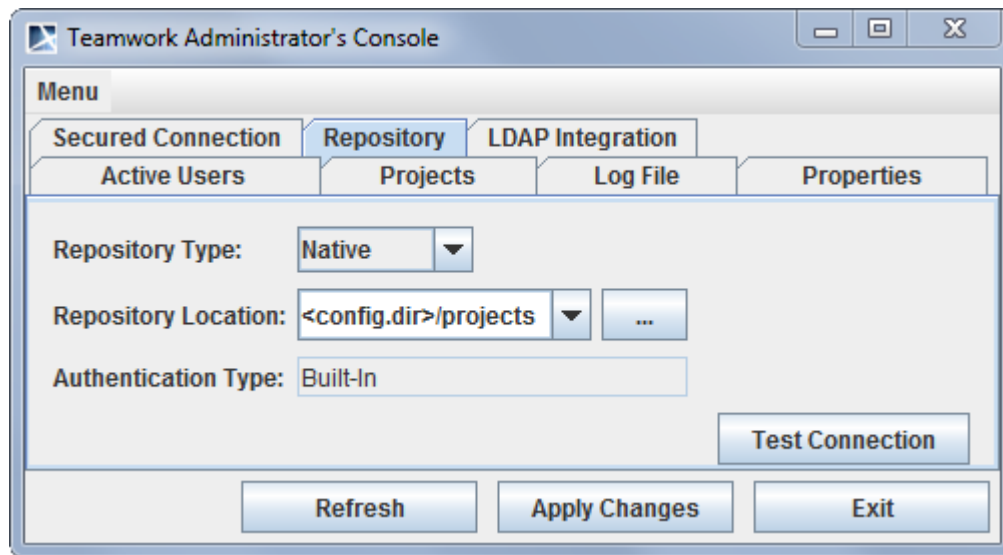 Teamwork Administrator's Console
Menu
Secured Connection Repository LDAP Integration
Active Users Projects Log File Properties
Repository Type: Native
Repository Location: <config.dir>/projects ...
Authentication Type: Built-In
Test Connection
Refresh Apply Changes Exit